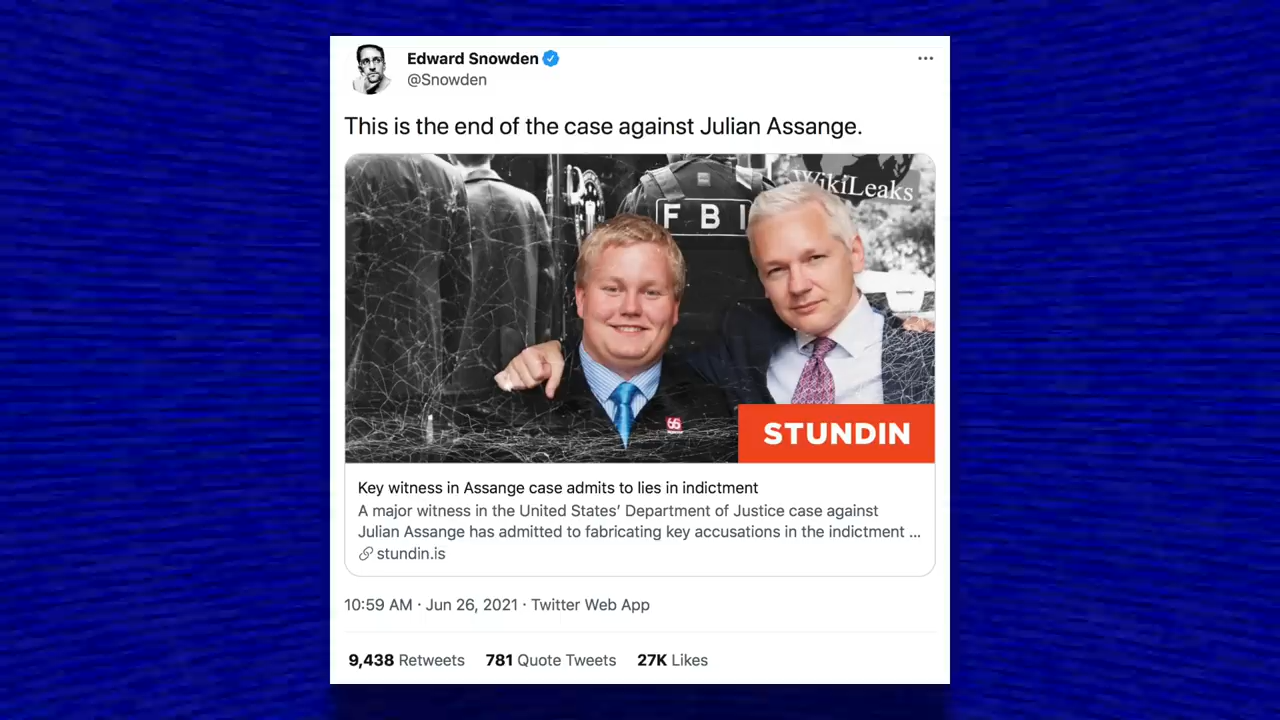 Edward Snowden
@Snowden
This is the end of the case against Julian Assange.
WikiLeaks
FBI
66
STUNDIN
Key witness in Assange case admits to lies in indictment
A major witness in the United States’ Department of Justice case against
Julian Assange has admitted to fabricating key accusations in the indictment ...
stundin.is
10:59 AM · Jun 26, 2021 · Twitter Web App
9,438 Retweets 781 Quote Tweets 27K Likes